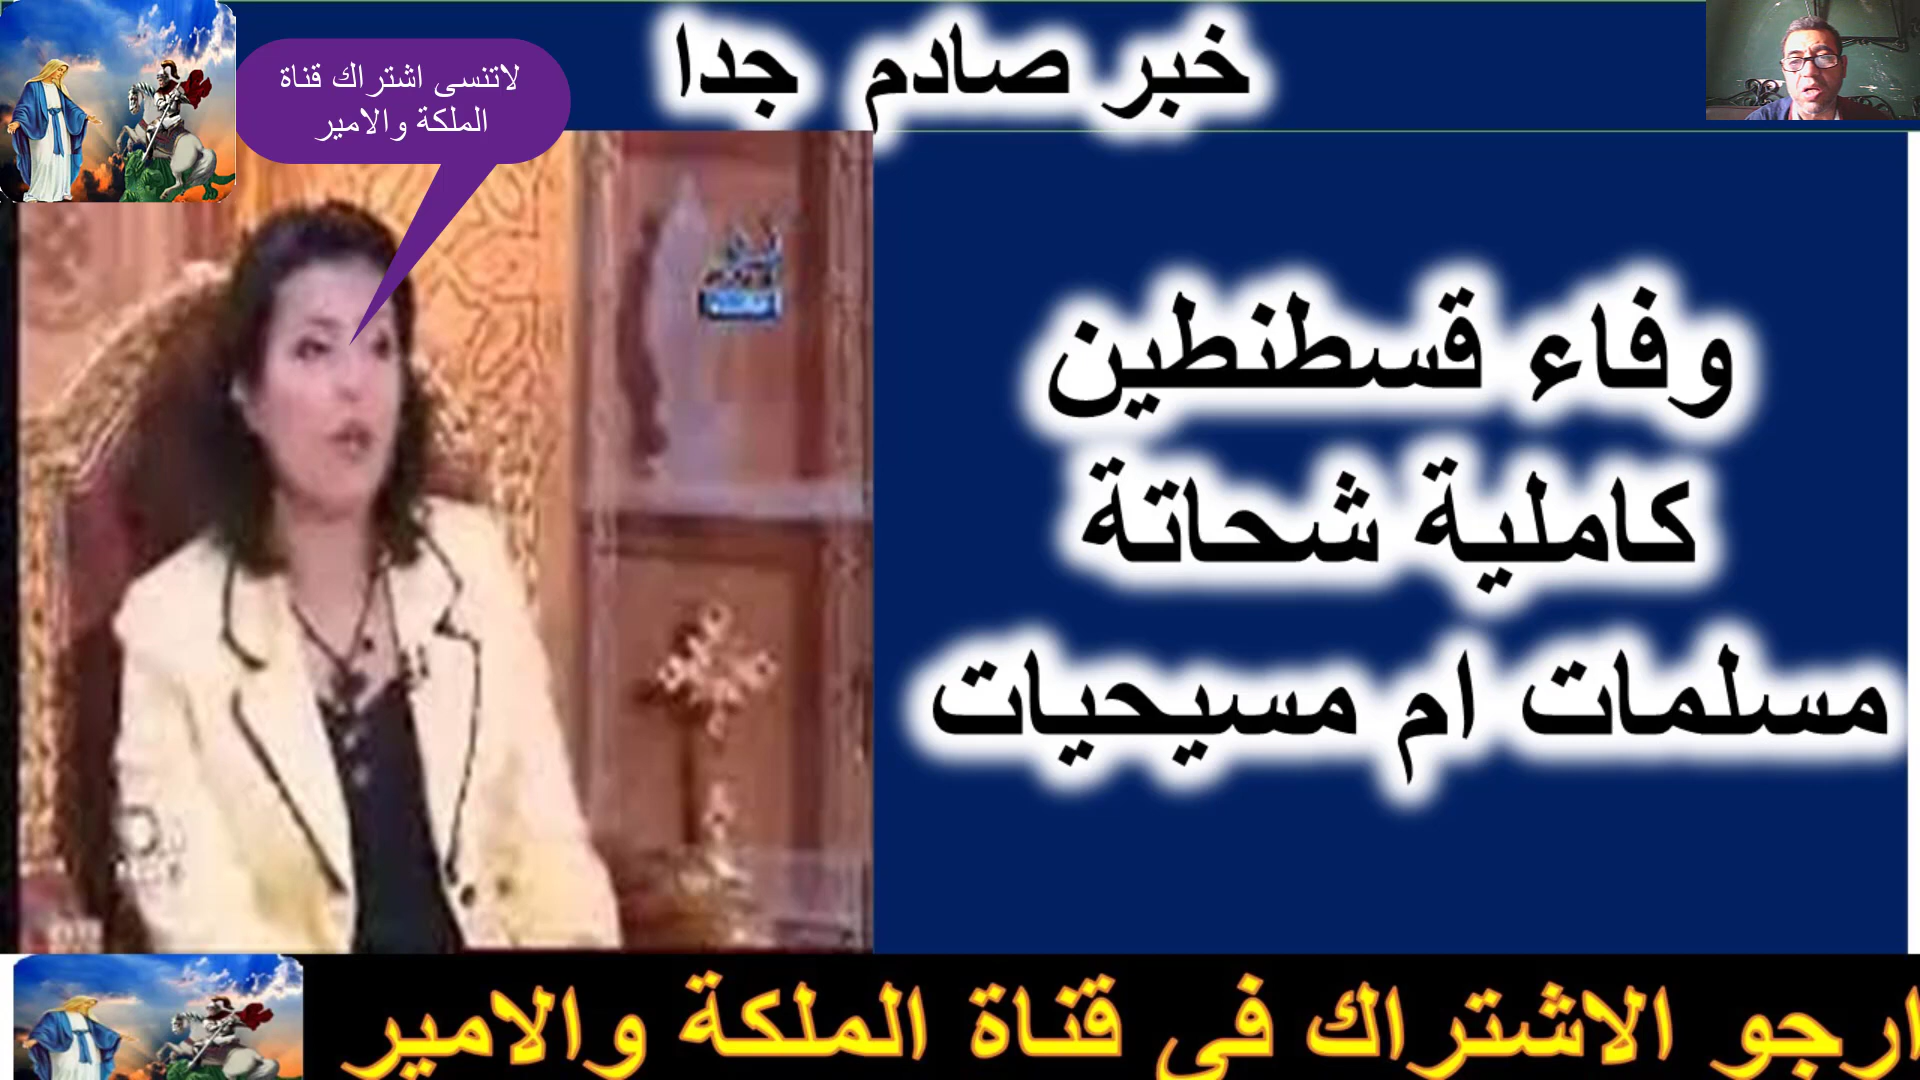 خبر صادم جدا
لاتنسى اشتراك قناة
الملكة والامير
وفاء قسطنطين
كاملية شحاتة
مسلمات ام مسيحيات
ارجو الاشتراك فى قناة الملكة والامير